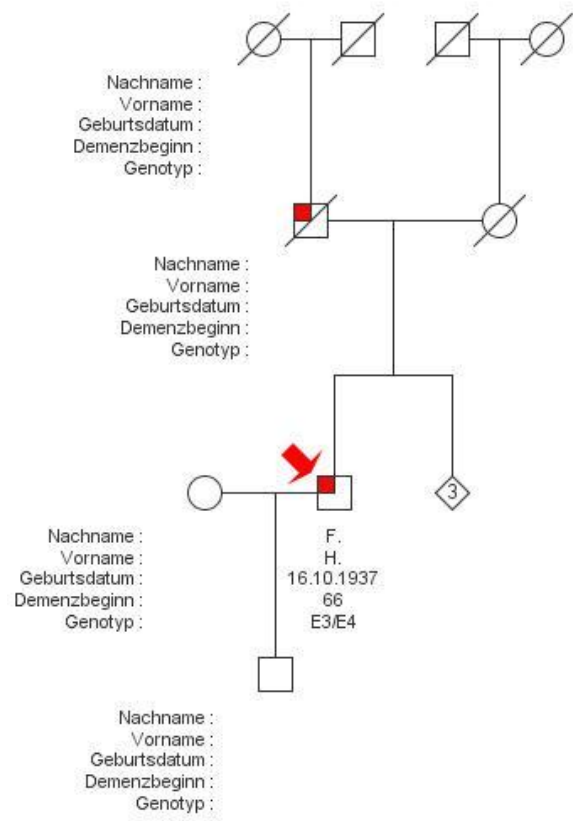 Nachname :
Vorname :
Geburtsdatum :
Demenzbeginn :
Genotyp :
Nachname :
Vorname :
Geburtsdatum :
Demenzbeginn :
Genotyp :
3
Nachname : F.
Vorname : H.
Geburtsdatum : 16.10.1937
Demenzbeginn : 66
Genotyp : E3/E4
Nachname :
Vorname :
Geburtsdatum :
Demenzbeginn :
Genotyp :